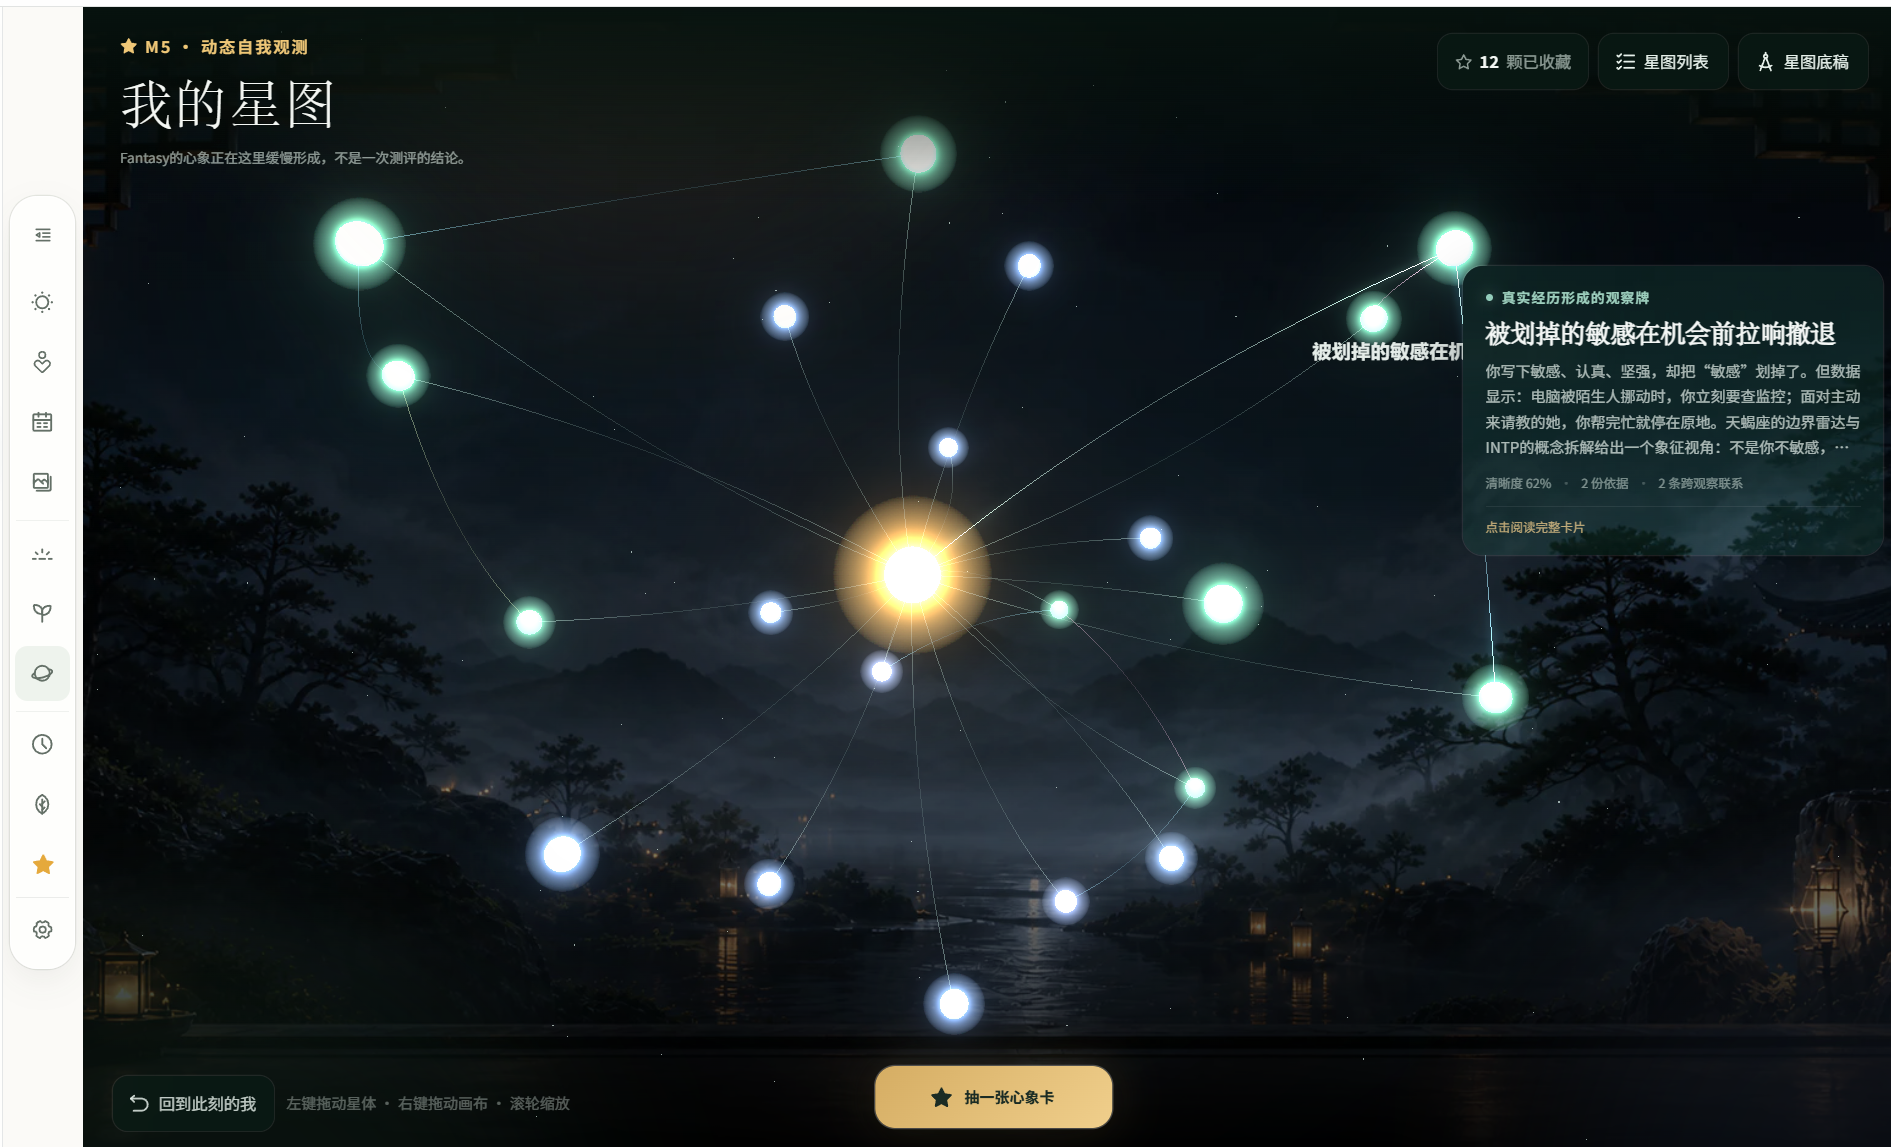 M5 · 动态自我观测
我的星图
Fantasy的心象正在这里缓慢形成，不是一次测评的结论。
12 颗已收藏
星图列表
星图底稿
被划掉的敏感在机
真实经历形成的观察牌
被划掉的敏感在机会前拉响撤退
你写下敏感、认真、坚强，却把“敏感”划掉了。但数据
显示：电脑被陌生人挪动时，你立刻要查监控；面对主动
来请教的她，你帮完忙就停在原地。天蝎座的边界雷达与
INTP的概念拆解给出一个象征视角：不是你不敏感，…
清晰度 62% · 2 份依据 · 2 条跨观察联系
点击阅读完整卡片
回到此刻的我
左键拖动星体 · 右键拖动画布 · 滚轮缩放
抽一张心象卡